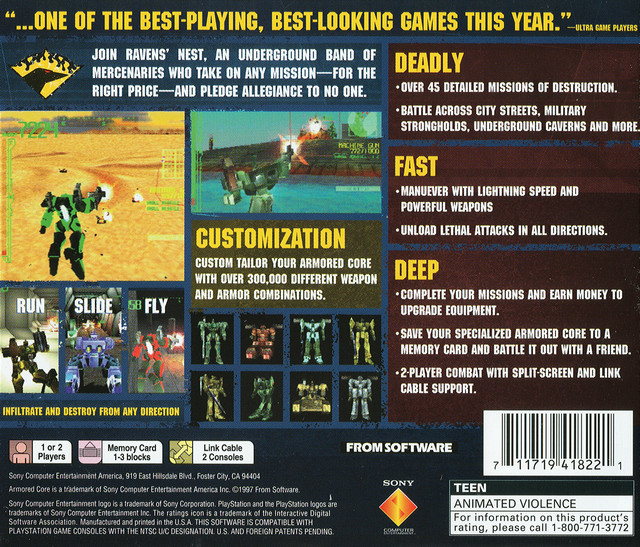 “...ONE OF THE BEST-PLAYING, BEST-LOOKING GAMES THIS YEAR.” —ULTRA GAME PLAYERS
JOIN RAVENS' NEST, AN UNDERGROUND BAND OF
MERCENARIES WHO TAKE ON ANY MISSION—FOR THE
RIGHT PRICE—AND PLEDGE ALLEGIANCE TO NO ONE.
DEADLY
•OVER 45 DETAILED MISSIONS OF DESTRUCTION.
•BATTLE ACROSS CITY STREETS, MILITARY
STRONGHOLDS, UNDERGROUND CAVERNS AND MORE.
7224
MACHINE GUN
FAST
•MANUEVER WITH LIGHTNING SPEED AND
POWERFUL WEAPONS
•UNLOAD LETHAL ATTACKS IN ALL DIRECTIONS.
CUSTOMIZATION
CUSTOM TAILOR YOUR ARMORED CORE
WITH OVER 300,000 DIFFERENT WEAPON
AND ARMOR COMBINATIONS.
DEEP
•COMPLETE YOUR MISSIONS AND EARN MONEY TO
UPGRADE EQUIPMENT.
•SAVE YOUR SPECIALIZED ARMORED CORE TO A
MEMORY CARD AND BATTLE IT OUT WITH A FRIEND.
•2-PLAYER COMBAT WITH SPLIT-SCREEN AND LINK
CABLE SUPPORT.
RUN
SLIDE
58 FLY
INFILTRATE AND DESTROY FROM ANY DIRECTION
1 or 2
Players
Memory Card
1-3 blocks
Link Cable
2 Consoles
FROMSOFTWARE
7 11719 41822 1
Sony Computer Entertainment America, 919 East Hillsdale Blvd., Foster City, CA 94404
Armored Core is a trademark of Sony Computer Entertainment America Inc. ©1997 From Software.
Sony Computer Entertainment logo is a trademark of Sony Corporation. PlayStation and the PlayStation logos are
trademarks of Sony Computer Entertainment Inc. The ratings icon is a trademark of the Interactive Digital
Software Association. Manufactured and printed in the U.S.A. THIS SOFTWARE IS COMPATIBLE WITH
PLAYSTATION GAME CONSOLES WITH THE NTSC U/C DESIGNATION. U.S. AND FOREIGN PATENTS PENDING.
SONY
COMPUTER
ENTERTAINMENT
TEEN
ANIMATED VIOLENCE
For information on this product's
rating, please call 1-800-771-3772